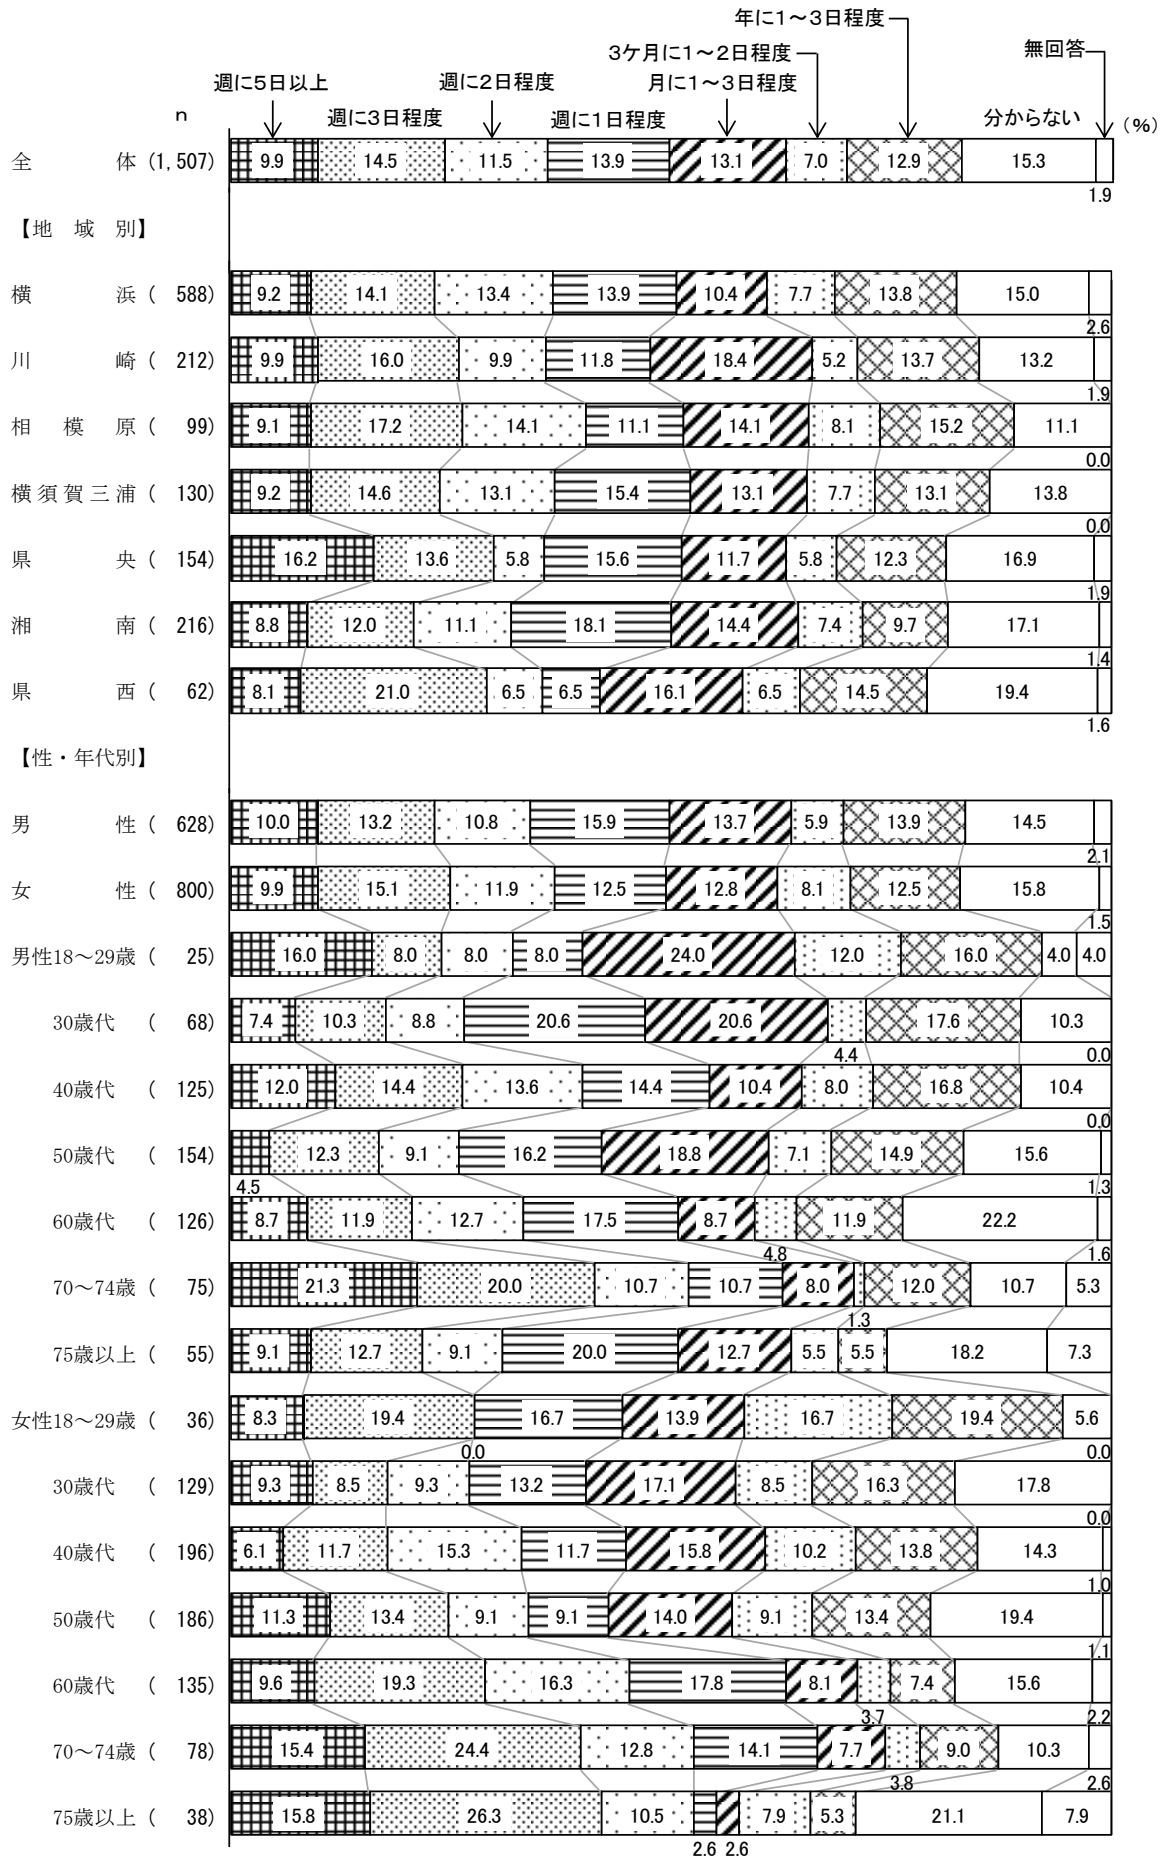 年に1～3日程度
3ケ月に1～2日程度
無回答
週に5日以上
週に2日程度
月に1～3日程度
n
週に3日程度
週に1日程度
分からない
(%)
全体 (1,507) 9.9 14.5 11.5 13.9 13.1 7.0 12.9 15.3
1.9
【地域別】
横浜 ( 588) 9.2 14.1 13.4 13.9 10.4 7.7 13.8 15.0
2.6
川崎 ( 212) 9.9 16.0 9.9 11.8 18.4 5.2 13.7 13.2
1.9
相模原 ( 99) 9.1 17.2 14.1 11.1 14.1 8.1 15.2 11.1
0.0
横須賀三浦 ( 130) 9.2 14.6 13.1 15.4 13.1 7.7 13.1 13.8
0.0
県央 ( 154) 16.2 13.6 5.8 15.6 11.7 5.8 12.3 16.9
1.9
湘南 ( 216) 8.8 12.0 11.1 18.1 14.4 7.4 9.7 17.1
1.4
県西 ( 62) 8.1 21.0 6.5 6.5 16.1 6.5 14.5 19.4
1.6
【性・年代別】
男性 ( 628) 10.0 13.2 10.8 15.9 13.7 5.9 13.9 14.5
2.1
女性 ( 800) 9.9 15.1 11.9 12.5 12.8 8.1 12.5 15.8
1.5
男性18～29歳 ( 25) 16.0 8.0 8.0 8.0 24.0 12.0 16.0 4.0 4.0
30歳代 ( 68) 7.4 10.3 8.8 20.6 20.6 17.6 10.3
4.4 0.0
40歳代 ( 125) 12.0 14.4 13.6 14.4 10.4 8.0 16.8 10.4
0.0
50歳代 ( 154) 12.3 9.1 16.2 18.8 7.1 14.9 15.6
4.5 1.3
60歳代 ( 126) 8.7 11.9 12.7 17.5 8.7 11.9 22.2
4.8 1.6
70～74歳 ( 75) 21.3 20.0 10.7 10.7 8.0 12.0 10.7 5.3
1.3
75歳以上 ( 55) 9.1 12.7 9.1 20.0 12.7 5.5 5.5 18.2 7.3
女性18～29歳 ( 36) 8.3 19.4 16.7 13.9 16.7 19.4 5.6
0.0 0.0
30歳代 ( 129) 9.3 8.5 9.3 13.2 17.1 8.5 16.3 17.8
0.0
40歳代 ( 196) 6.1 11.7 15.3 11.7 15.8 10.2 13.8 14.3
1.0
50歳代 ( 186) 11.3 13.4 9.1 9.1 14.0 9.1 13.4 19.4
1.1
60歳代 ( 135) 9.6 19.3 16.3 17.8 8.1 7.4 15.6
3.7 2.2
70～74歳 ( 78) 15.4 24.4 12.8 14.1 7.7 9.0 10.3
3.8 2.6
75歳以上 ( 38) 15.8 26.3 10.5 7.9 5.3 21.1 7.9
2.6 2.6